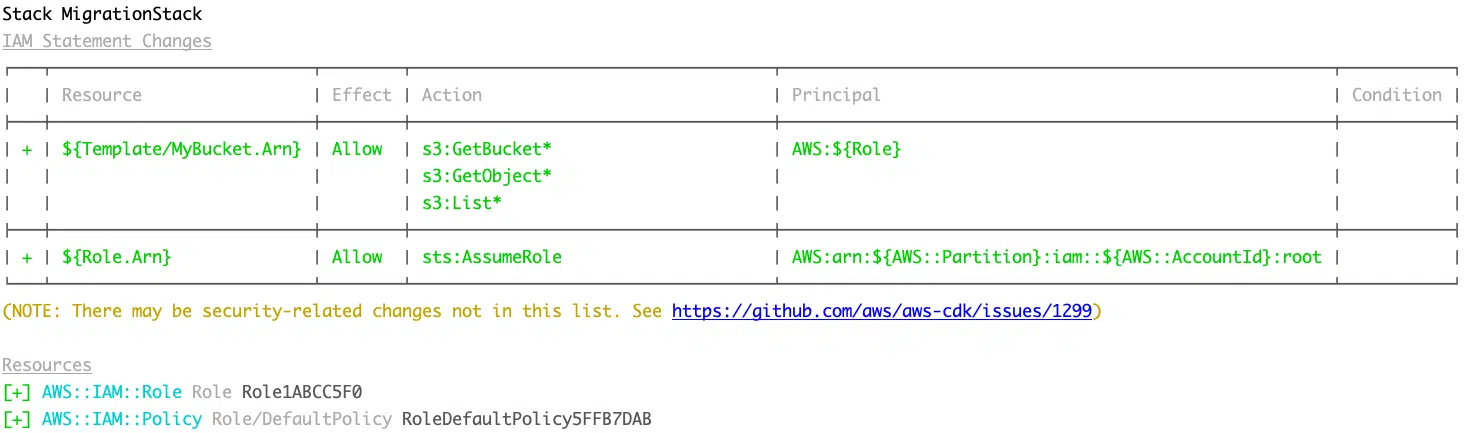 Stack MigrationStack
IAM Statement Changes
Resource Effect Action Principal Condition
+ ${Template/MyBucket.Arn} Allow s3:GetBucket* AWS:${Role}
s3:GetObject*
s3:List*
+ ${Role.Arn} Allow sts:AssumeRole AWS:arn:${AWS::Partition}:iam::${AWS::AccountId}:root
(NOTE: There may be security-related changes not in this list. See https://github.com/aws/aws-cdk/issues/1299)
Resources
[+] AWS::IAM::Role Role Role1ABCC5F0
[+] AWS::IAM::Policy Role/DefaultPolicy RoleDefaultPolicy5FFB7DAB